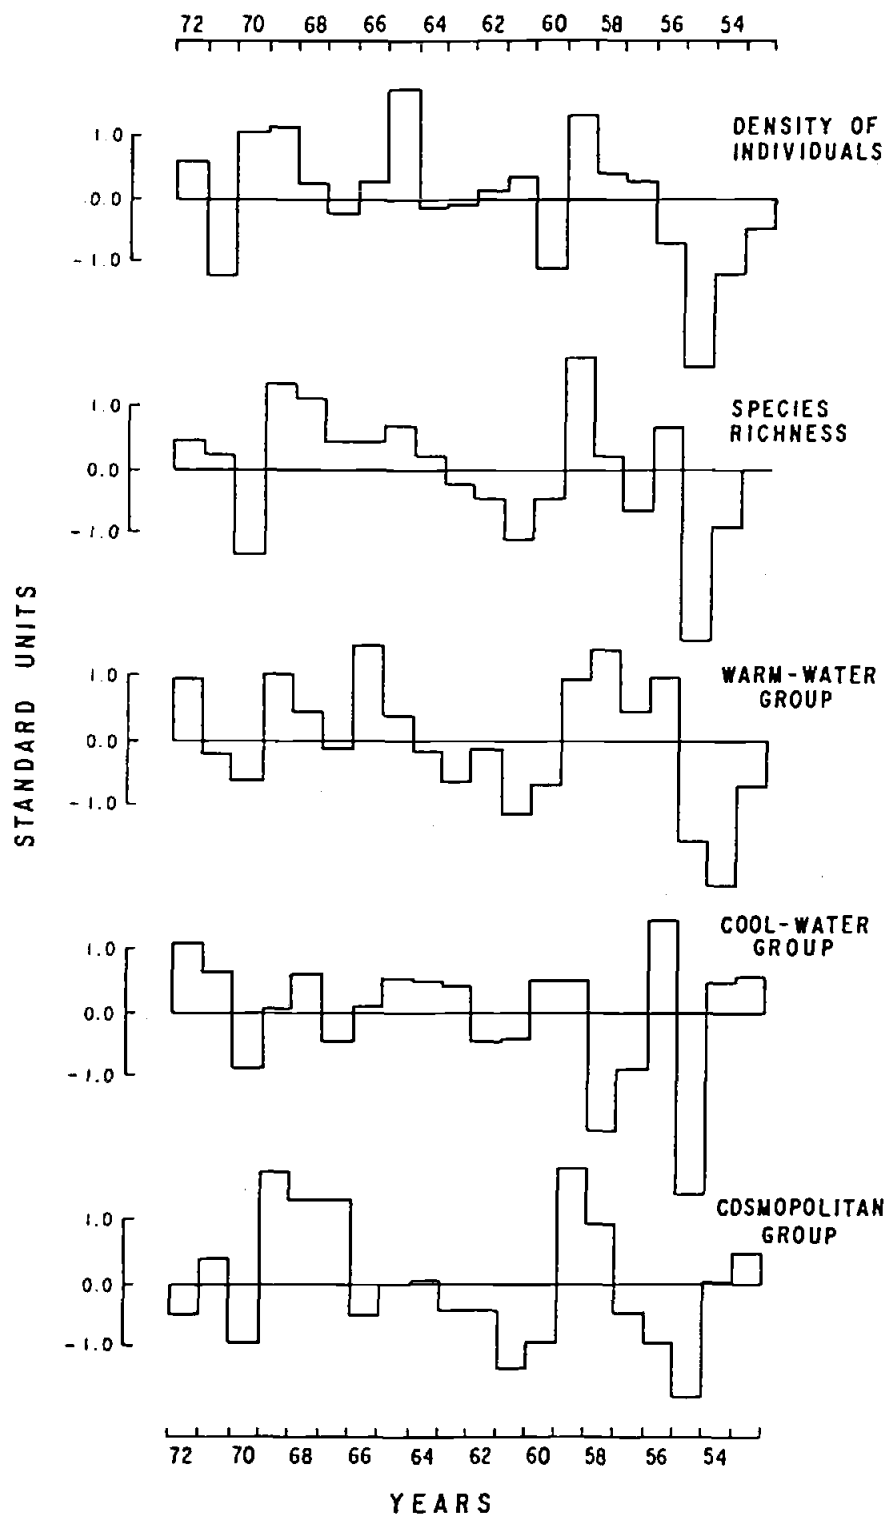 72 70 68 66 64 62 60 58 56 54
DENSITY OF
INDIVIDUALS
1.0
0.0
-1.0
SPECIES
RICHNESS
1.0
0.0
-1.0
STANDARD UNITS
WARM-WATER
GROUP
1.0
0.0
-1.0
COOL-WATER
GROUP
1.0
0.0
-1.0
COSMOPOLITAN
GROUP
1.0
0.0
-1.0
72 70 68 66 64 62 60 58 56 54
YEARS